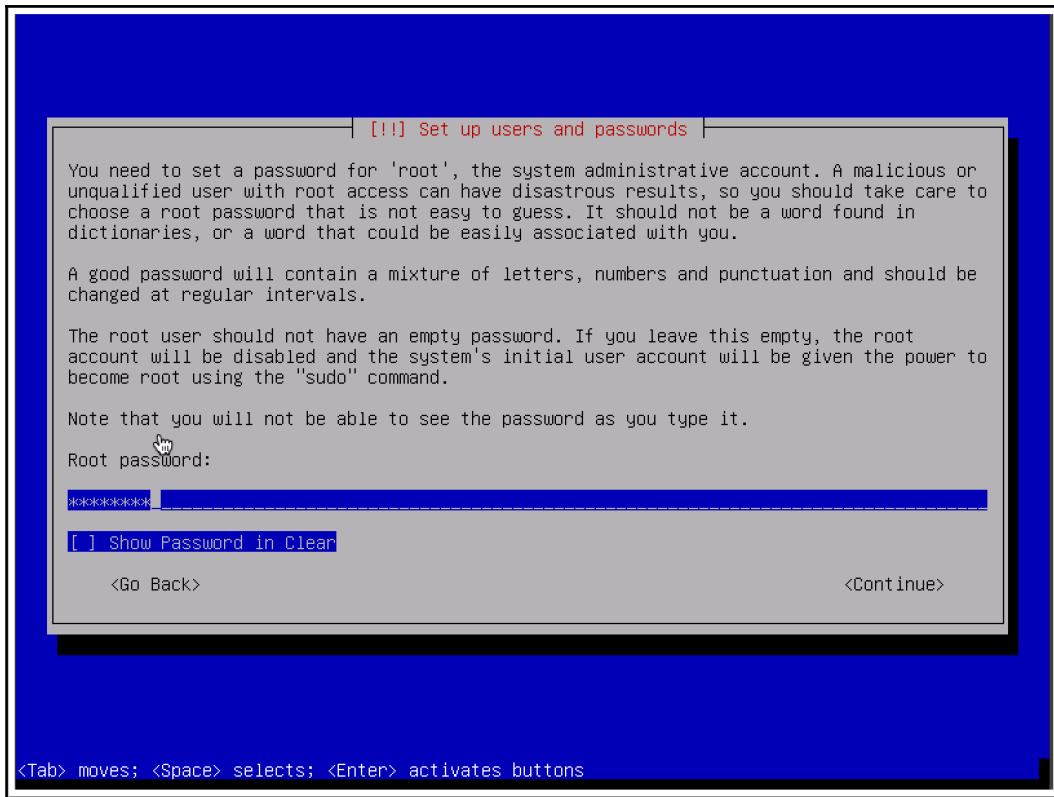 [!!] Set up users and passwords
You need to set a password for 'root', the system administrative account. A malicious or
unqualified user with root access can have disastrous results, so you should take care to
choose a root password that is not easy to guess. It should not be a word found in
dictionaries, or a word that could be easily associated with you.
A good password will contain a mixture of letters, numbers and punctuation and should be
changed at regular intervals.
The root user should not have an empty password. If you leave this empty, the root
account will be disabled and the system's initial user account will be given the power to
become root using the "sudo" command.
Note that you will not be able to see the password as you type it.
Root password:
********
[ ] Show Password in Clear
<Go Back> <Continue>
<Tab> moves; <Space> selects; <Enter> activates buttons